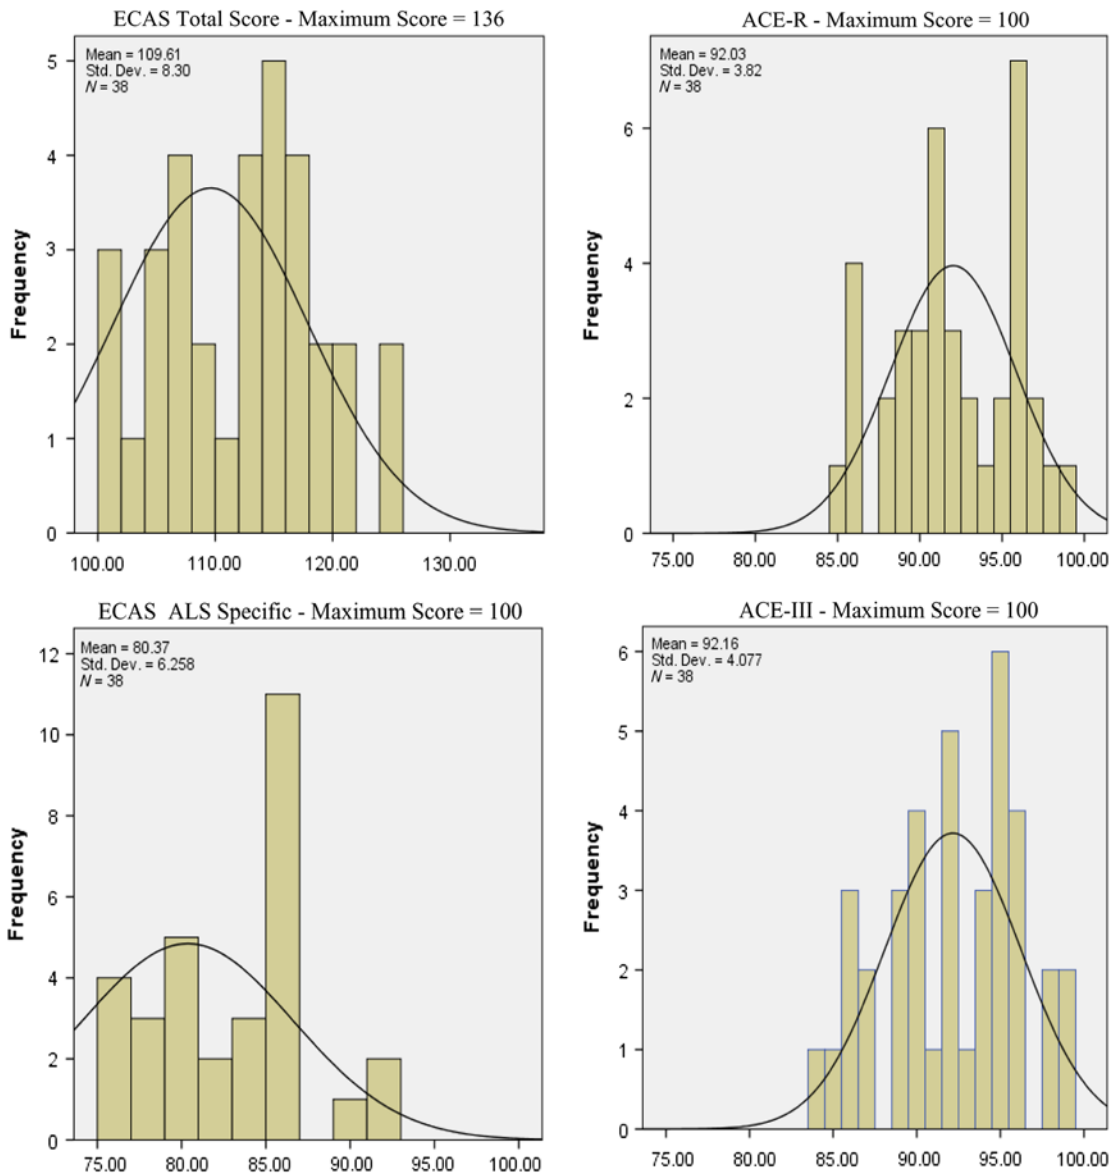 ECAS Total Score - Maximum Score = 136
Mean = 109.61
Std. Dev. = 8.30
N = 38
Frequency
5
4
3
2
1
0
100.00 110.00 120.00 130.00
ACE-R - Maximum Score = 100
Mean = 92.03
Std. Dev. = 3.82
N = 38
Frequency
6
4
2
0
75.00 80.00 85.00 90.00 95.00 100.00
ECAS ALS Specific - Maximum Score = 100
Mean = 80.37
Std. Dev. = 6.258
N = 38
Frequency
12
10
8
6
4
2
0
75.00 80.00 85.00 90.00 95.00 100.00
ACE-III - Maximum Score = 100
Mean = 92.16
Std. Dev. = 4.077
N = 38
Frequency
6
5
4
3
2
1
0
75.00 80.00 85.00 90.00 95.00 100.00